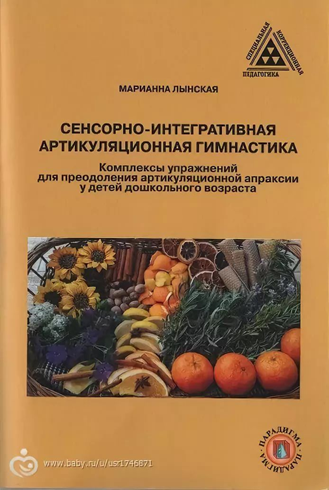 СПЕЦИАЛЬНАЯ
КОРРЕКЦИОННАЯ
ПЕДАГОГИКА
МАРИАННА ЛЫНСКАЯ
СЕНСОРНО-ИНТЕГРАТИВНАЯ
АРТИКУЛЯЦИОННАЯ ГИМНАСТИКА
Комплексы упражнений
для преодоления артикуляционной апраксии
у детей дошкольного возраста
ПАРАДИГМА
ПАРАДИГМА
www.baby.ru/u/usr1746871